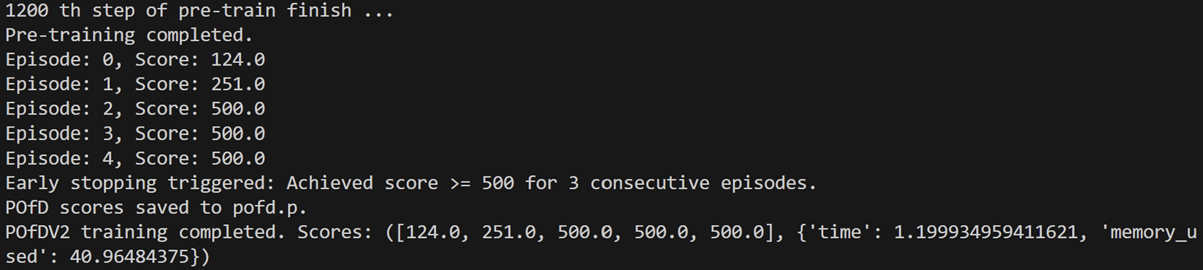 1200 th step of pre-train finish ...
Pre-training completed.
Episode: 0, Score: 124.0
Episode: 1, Score: 251.0
Episode: 2, Score: 500.0
Episode: 3, Score: 500.0
Episode: 4, Score: 500.0
Early stopping triggered: Achieved score >= 500 for 3 consecutive episodes.
POfD scores saved to pofd.p.
POfDV2 training completed. Scores: ([124.0, 251.0, 500.0, 500.0, 500.0], {'time': 1.199934959411621, 'memory_u
sed': 40.96484375})